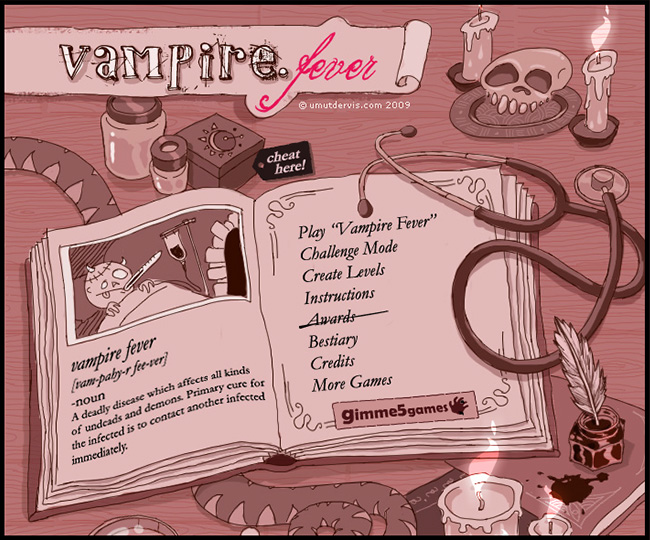 vampire.fever
© umutdervis.com 2009
cheat
here!
vampire fever
[vam-pahy-r fee-ver]
-noun
A deadly disease which affects all kinds
of undeads and demons. Primary cure for
the infected is to contact another infected
immediately.
Play "Vampire Fever"
Challenge Mode
Create Levels
Instructions
Awards
Bestiary
Credits
More Games
gimme5games